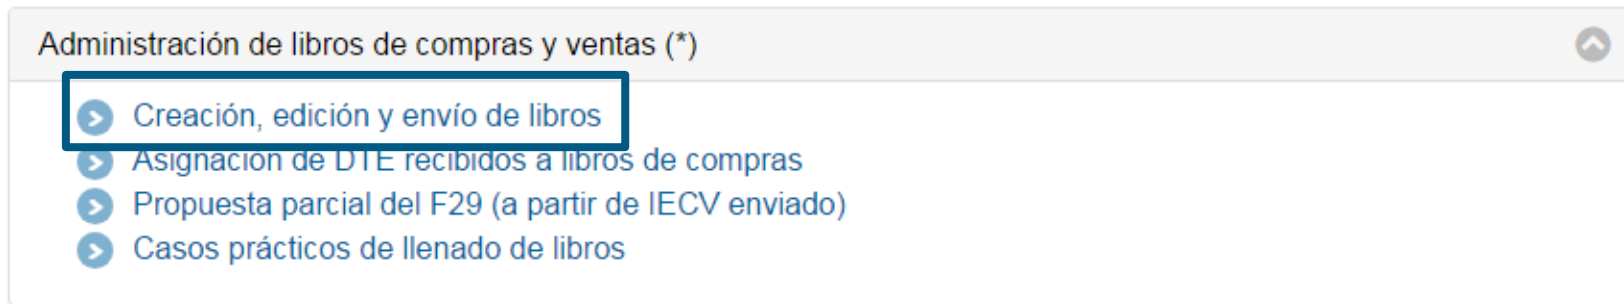 Administración de libros de compras y ventas (*)
Creación, edición y envío de libros
Asignación de DTE recibidos a libros de compras
Propuesta parcial del F29 (a partir de IECV enviado)
Casos prácticos de llenado de libros